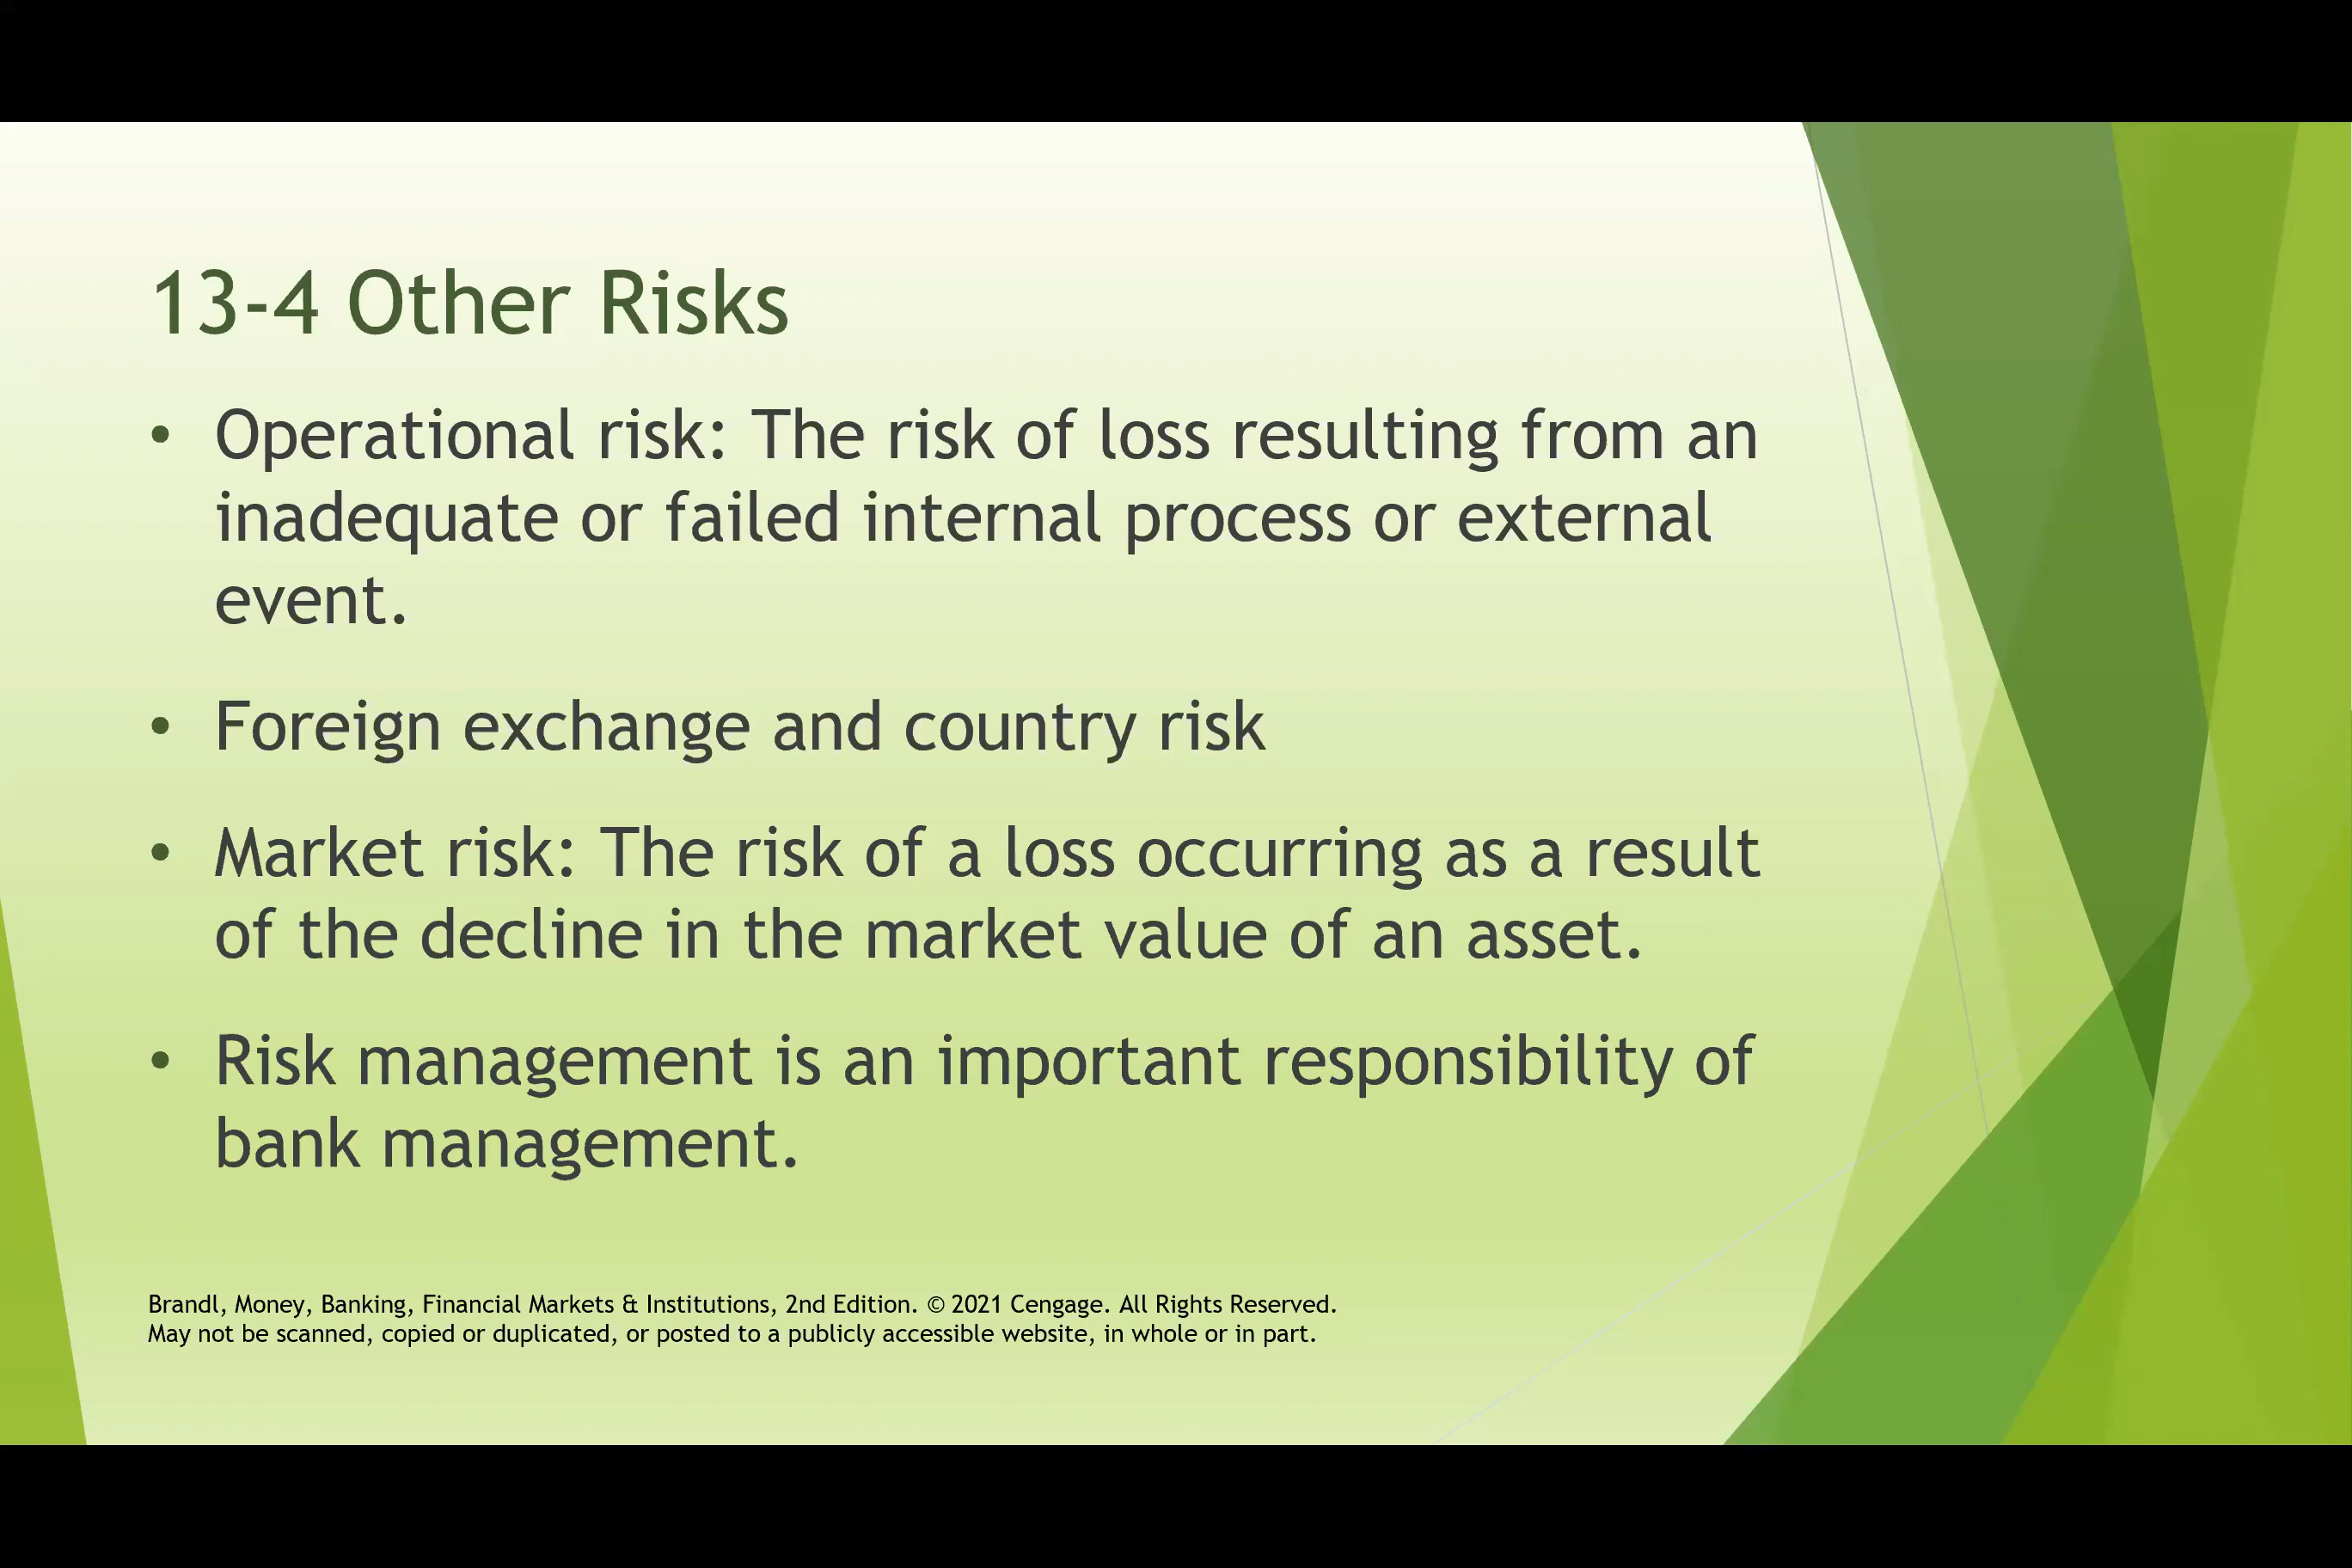 13-4 Other Risks
• Operational risk: The risk of loss resulting from an
inadequate or failed internal process or external
event.
• Foreign exchange and country risk
• Market risk: The risk of a loss occurring as a result
of the decline in the market value of an asset.
• Risk management is an important responsibility of
bank management.
Brandl, Money, Banking, Financial Markets & Institutions, 2nd Edition. © 2021 Cengage. All Rights Reserved.
May not be scanned, copied or duplicated, or posted to a publicly accessible website, in whole or in part.